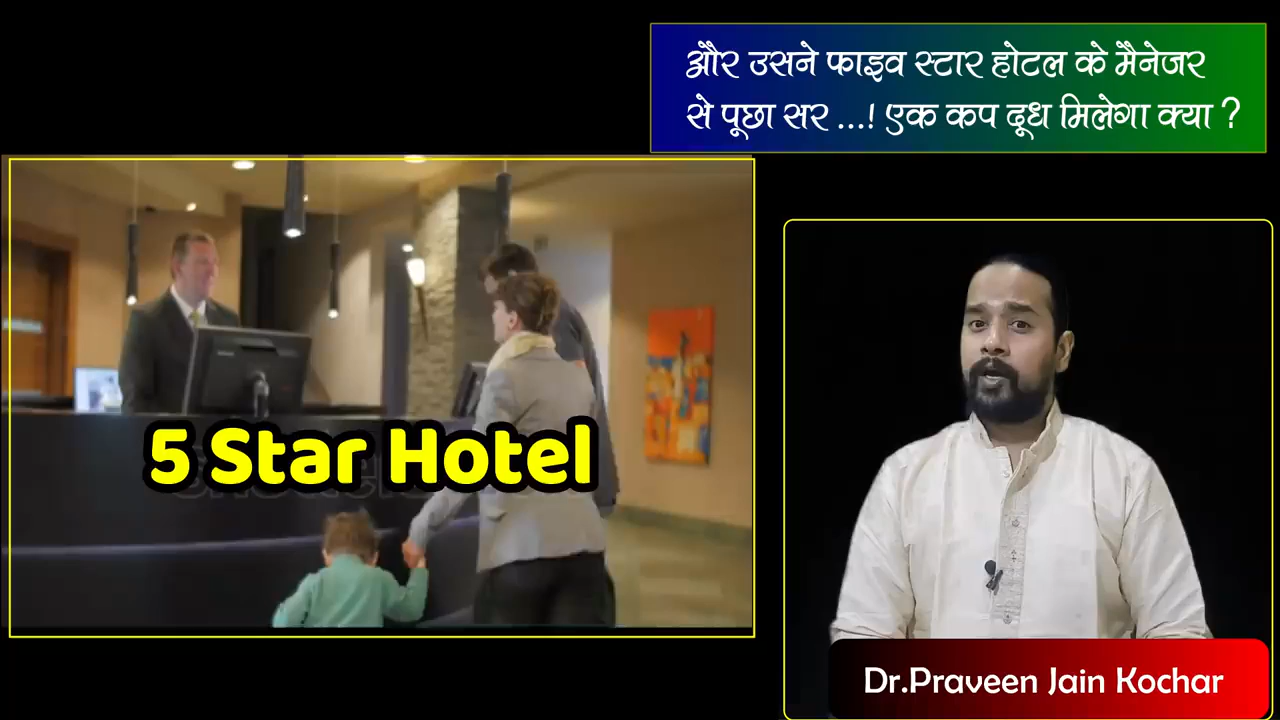 और उसने फाइव स्टार होटल के मैनेजर
से पूछा सर ...! एक कप दूध मिलेगा क्या ?
5 Star Hotel
Dr.Praveen Jain Kochar